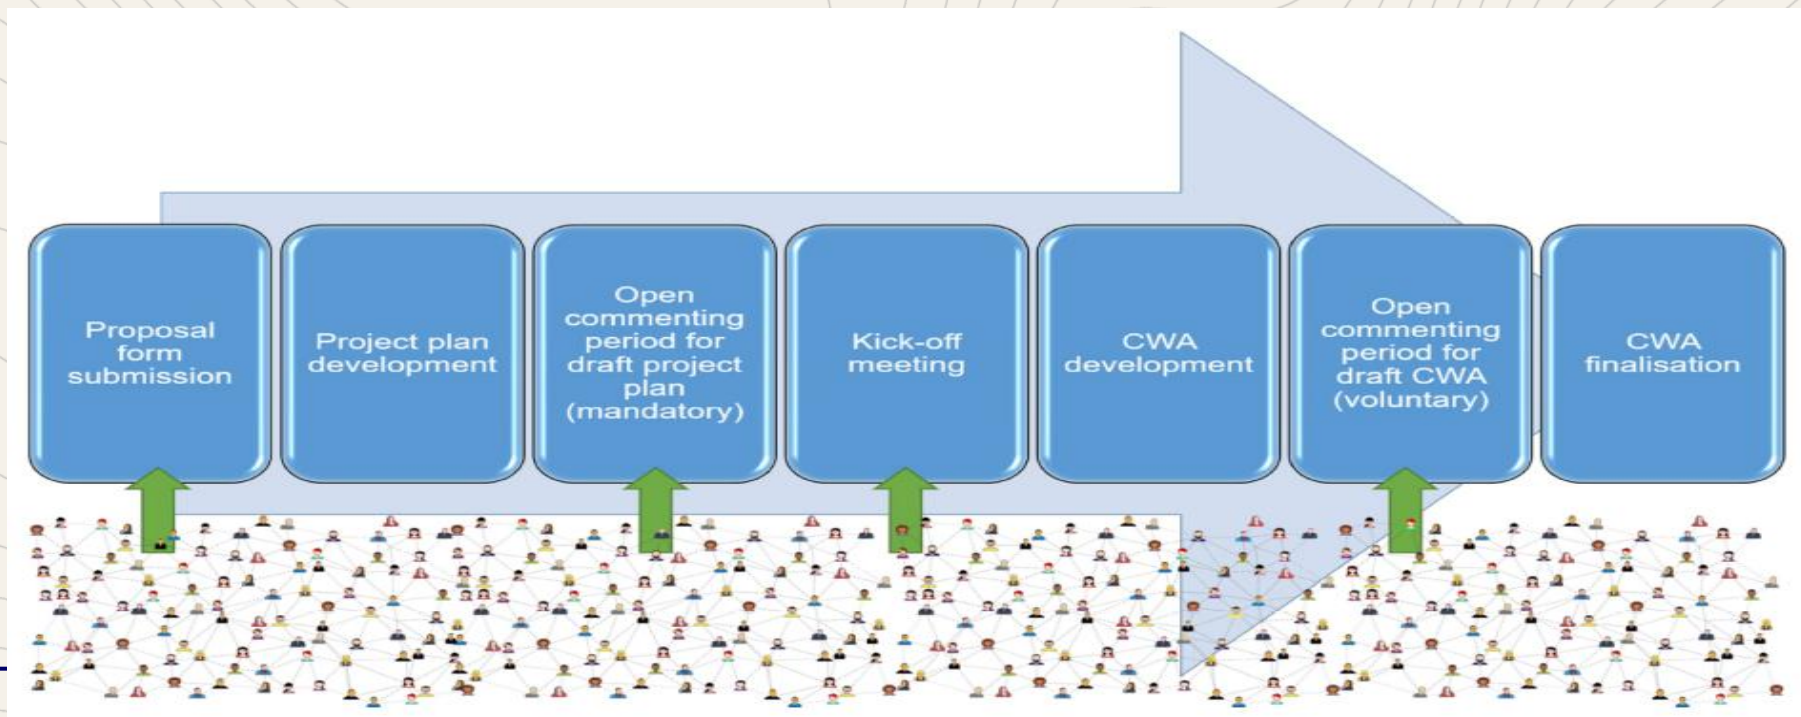 Proposal
form
submission
Project plan
development
Open
commenting
period for
draft project
plan
(mandatory)
Kick-off
meeting
CWA
development
Open
commenting
period for
draft CWA
(voluntary)
CWA
finalisation